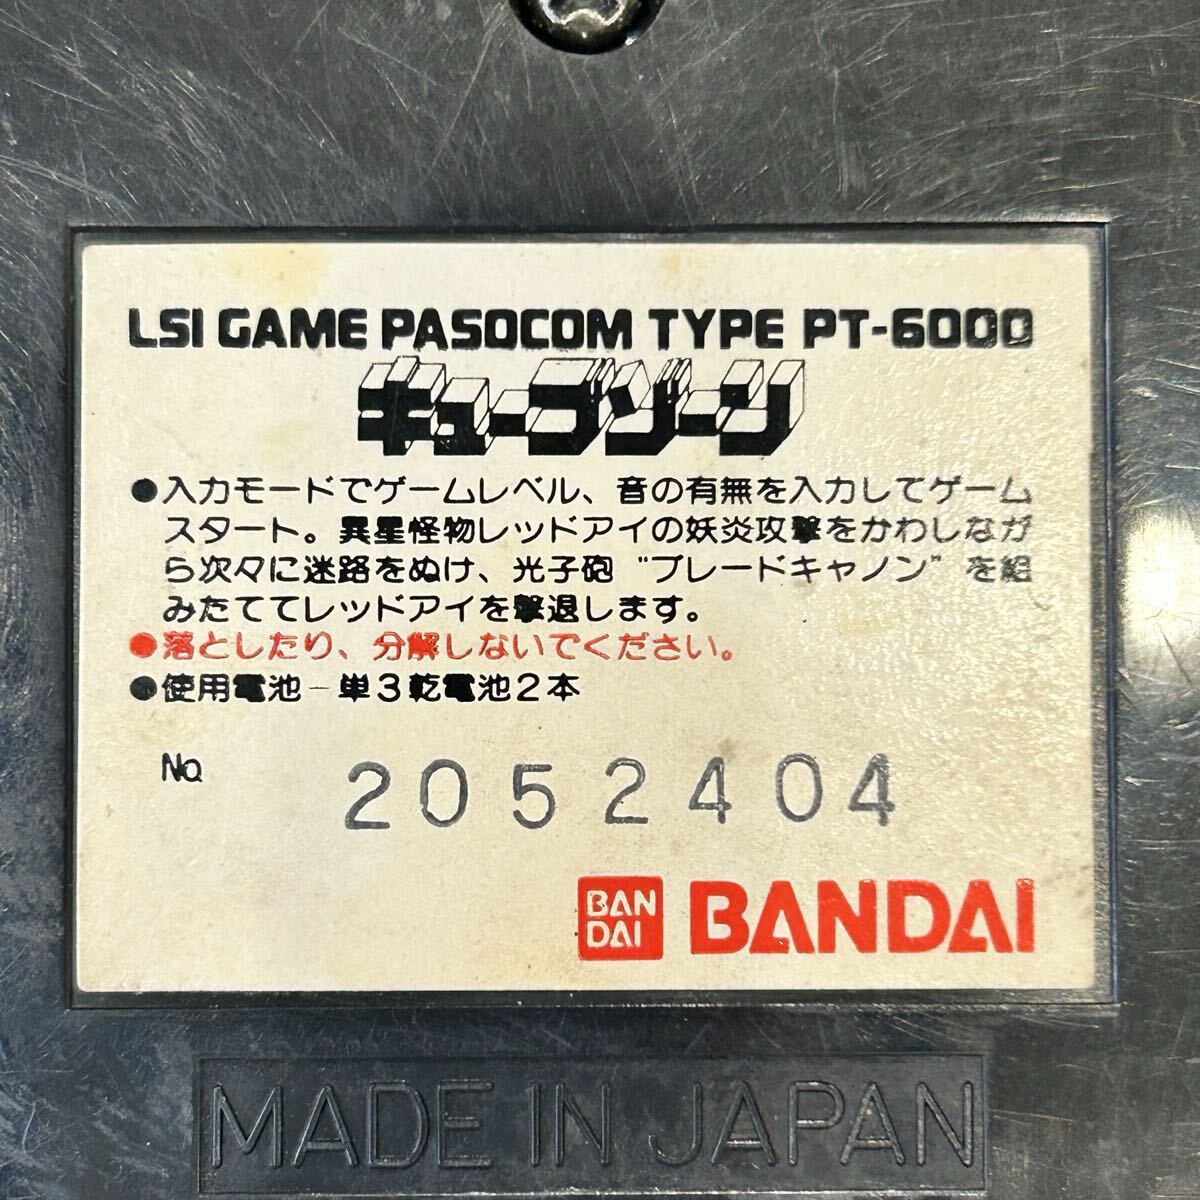 LSI GAME PASOCOM TYPE PT-6000
キューブゾーン
●入力モードでゲームレベル、音の有無を入力してゲーム
スタート。異星怪物レッドアイの妖炎攻撃をかわしなが
ら次々に迷路をぬけ、光子砲“ブレードキャノン”を組
みたててレッドアイを撃退します。
●落としたり、分解しないでください。
●使用電池－単3乾電池2本
No. 2052404
BAN
DAI
BANDAI
MADE IN JAPAN